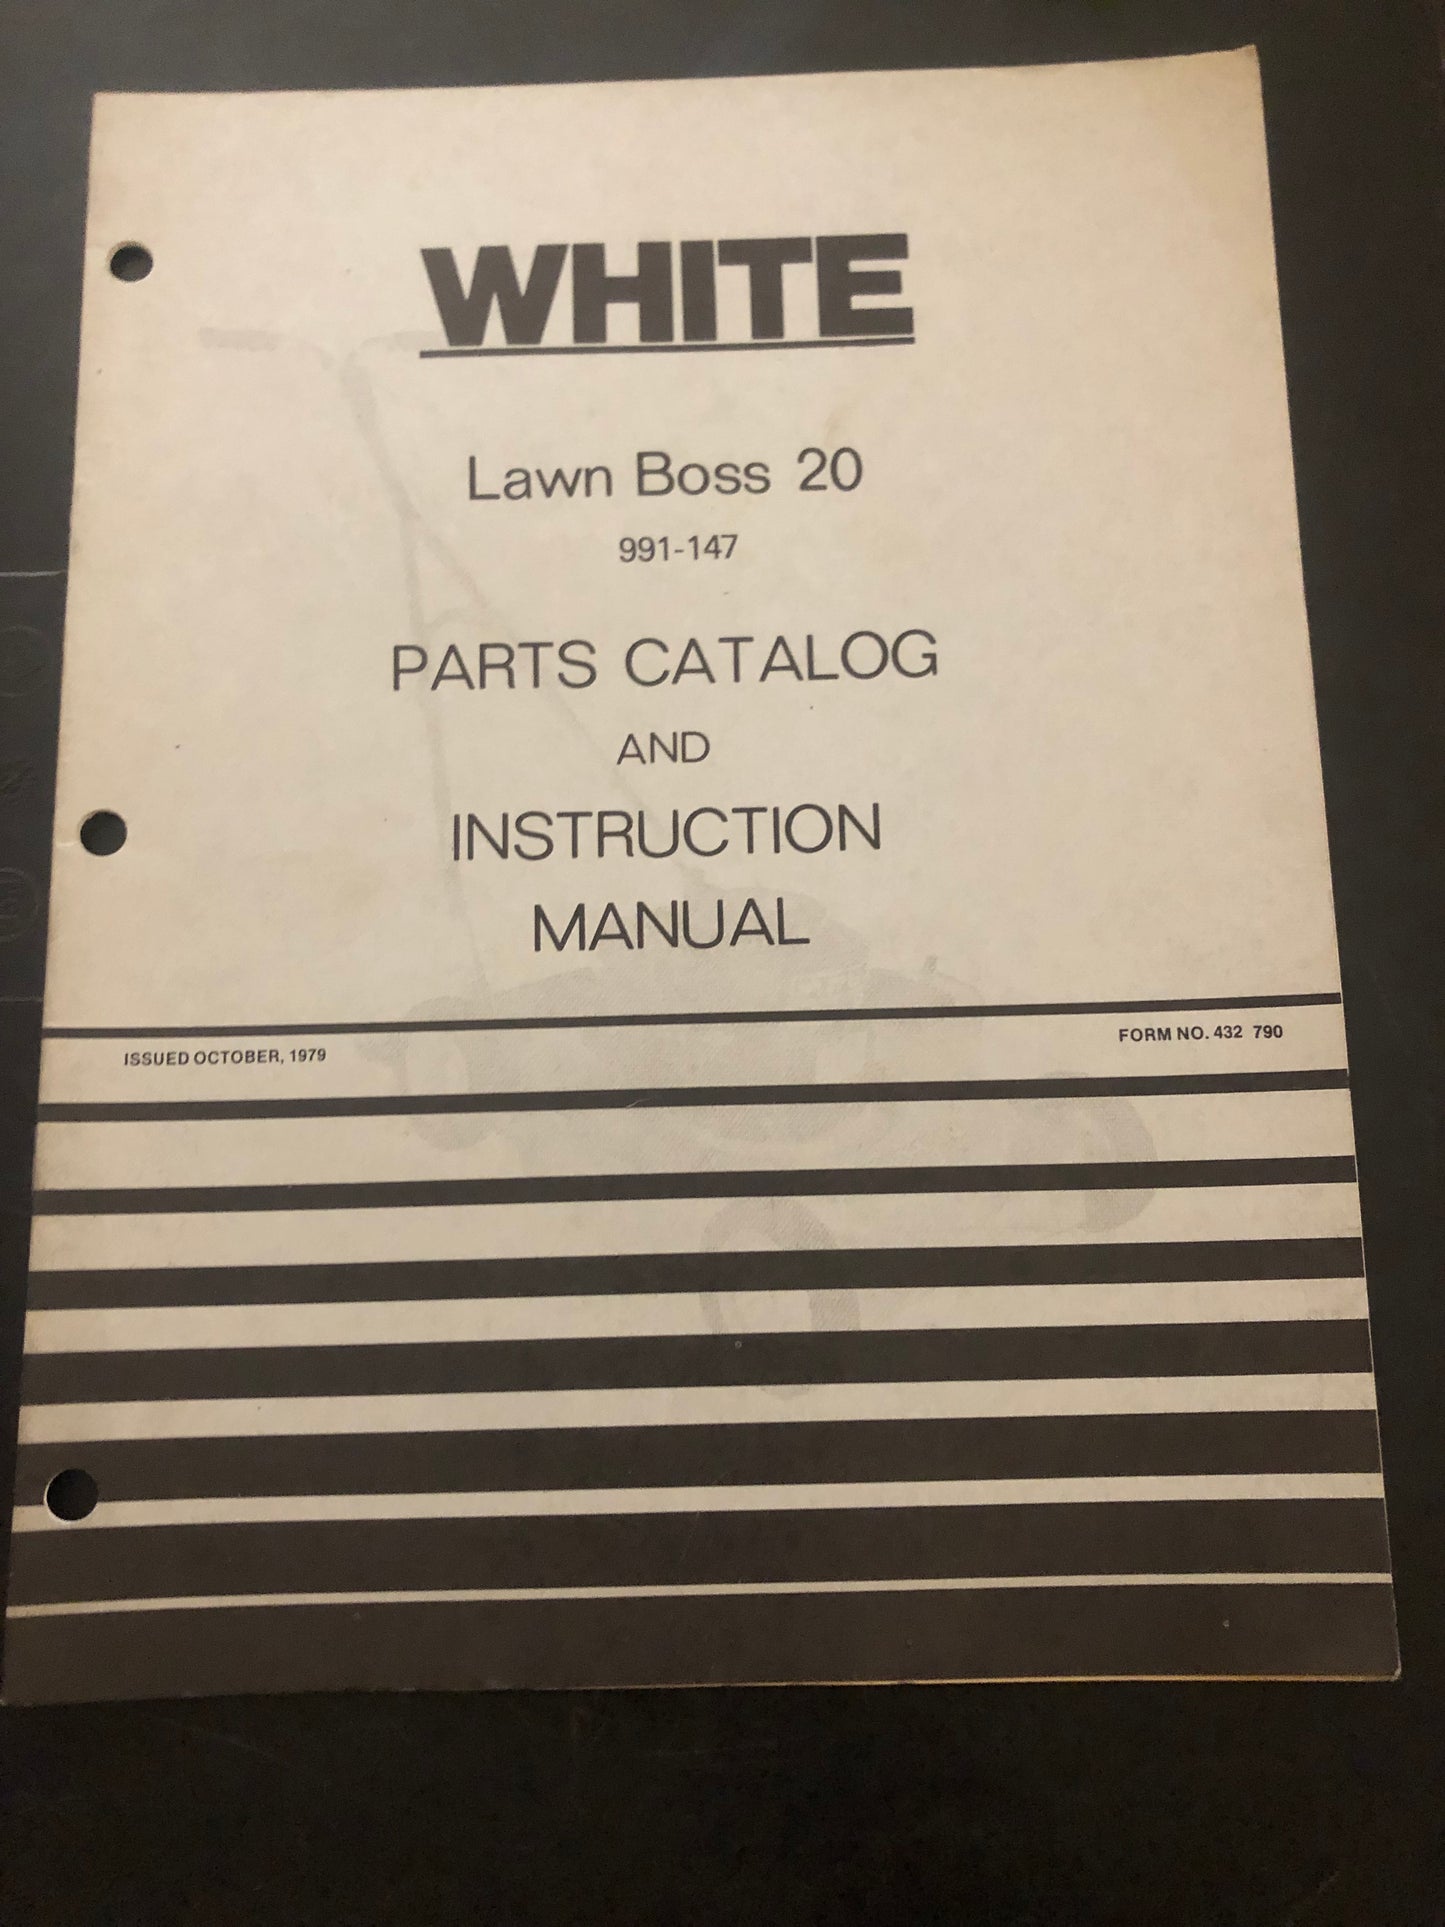 WHITE
Lawn Boss 20
991-147
PARTS CATALOG
AND
INSTRUCTION
MANUAL
ISSUED OCTOBER, 1979
FORM NO. 432 790